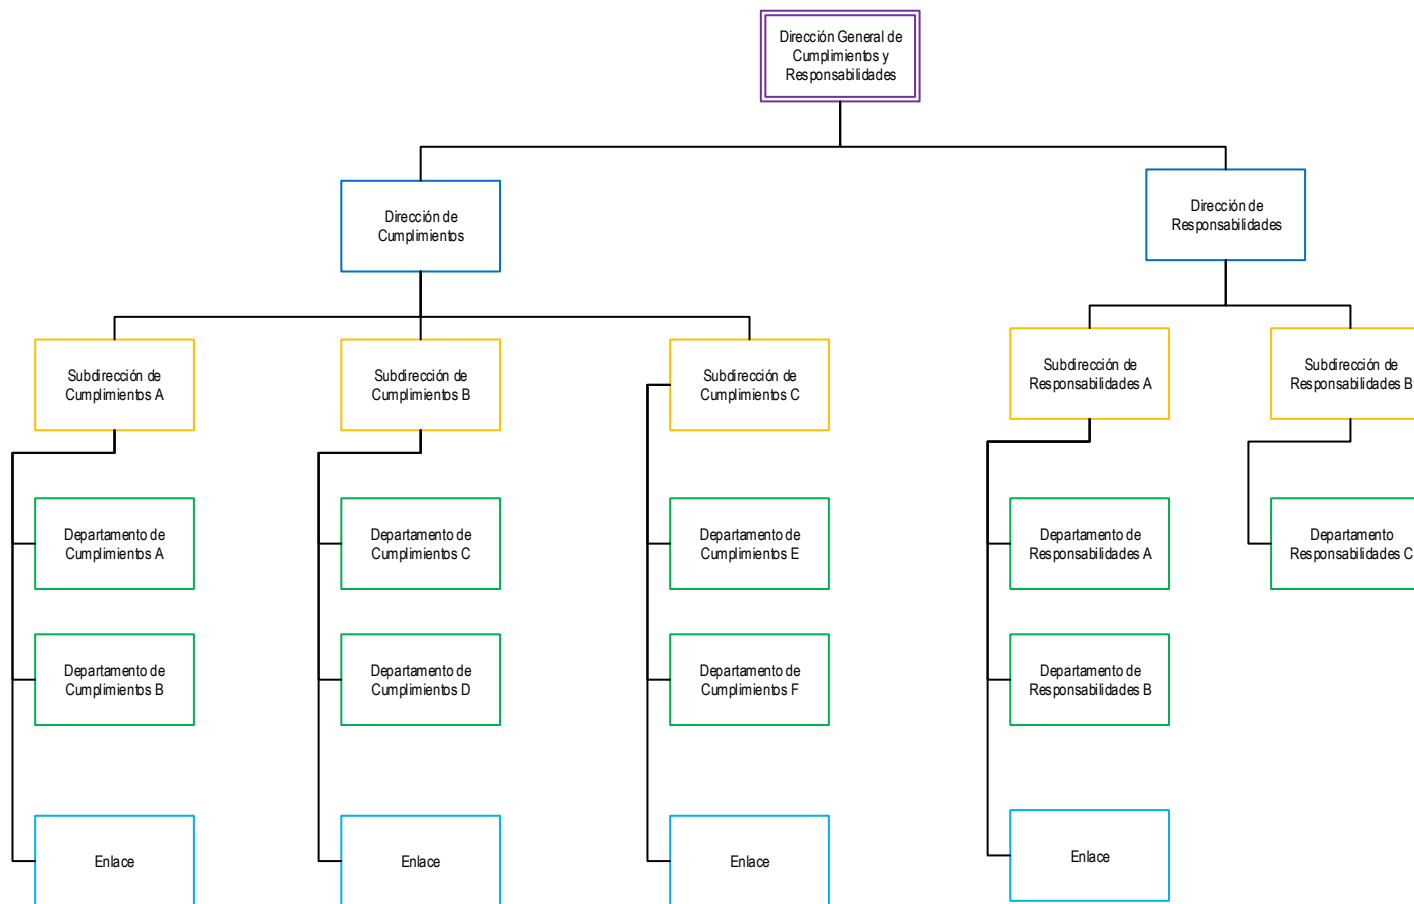 Dirección General de
Cumplimientos y
Responsabilidades
Dirección de
Cumplimientos
Dirección de
Responsabilidades
Subdirección de
Cumplimientos A
Subdirección de
Cumplimientos B
Subdirección de
Cumplimientos C
Subdirección de
Responsabilidades A
Subdirección de
Responsabilidades B
Departamento de
Cumplimientos A
Departamento de
Cumplimientos C
Departamento de
Cumplimientos E
Departamento de
Responsabilidades A
Departamento
Responsabilidades C
Departamento de
Cumplimientos B
Departamento de
Cumplimientos D
Departamento de
Cumplimientos F
Departamento de
Responsabilidades B
Enlace
Enlace
Enlace
Enlace